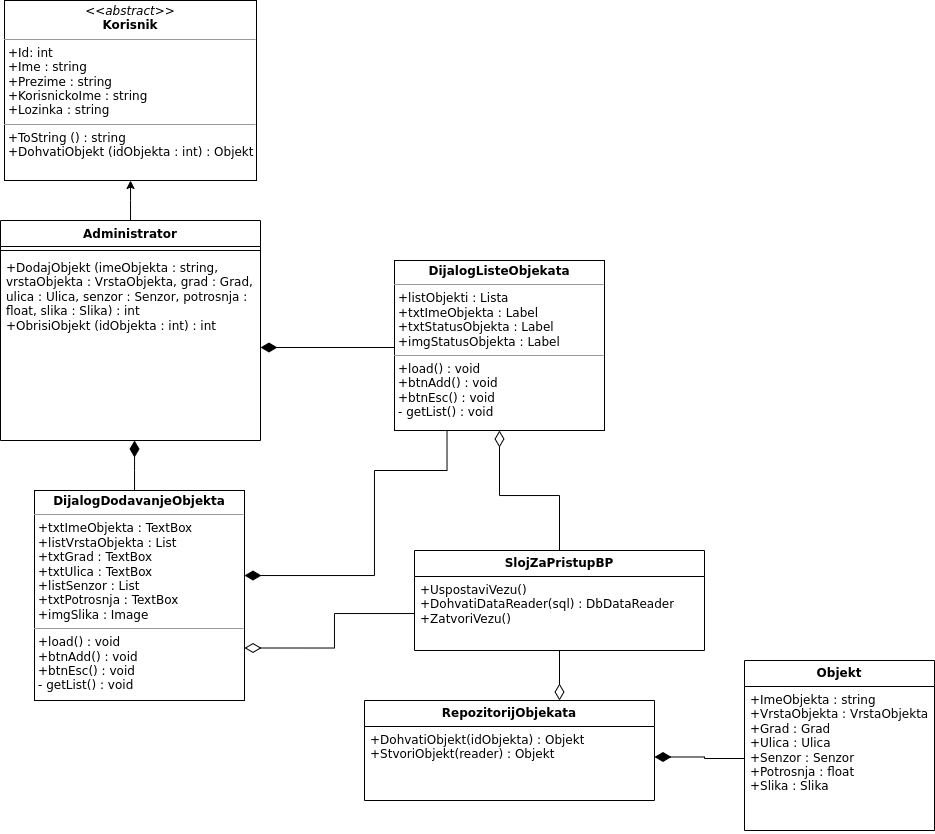 <<abstract>>
Korisnik
+Id: int
+Ime : string
+Prezime : string
+KorisnickoIme : string
+Lozinka : string
+ToString () : string
+DohvatiObjekt (idObjekta : int) : Objekt
Administrator
+DodajObjekt (imeObjekta : string,
vrstaObjekta : VrstaObjekta, grad : Grad,
ulica : Ulica, senzor : Senzor, potrosnja :
float, slika : Slika) : int
+ObrisiObjekt (idObjekta : int) : int
DijalogListeObjekata
+listObjekti : Lista
+txtImeObjekta : Label
+txtStatusObjekta : Label
+imgStatusObjekta : Label
+load() : void
+btnAdd() : void
+btnEsc() : void
- getList() : void
DijalogDodavanjeObjekta
+txtImeObjekta : TextBox
+listVrstaObjekta : List
+txtGrad : TextBox
+txtUlica : TextBox
+listSenzor : List
+txtPotrosnja : TextBox
+imgSlika : Image
+load() : void
+btnAdd() : void
+btnEsc() : void
- getList() : void
SlojZaPristupBP
+UspostaviVezu()
+DohvatiDataReader(sql) : DbDataReader
+ZatvoriVezu()
RepozitorijObjekata
+DohvatiObjekt(idObjekta) : Objekt
+StvoriObjekt(reader) : Objekt
Objekt
+ImeObjekta : string
+VrstaObjekta : VrstaObjekta
+Grad : Grad
+Ulica : Ulica
+Senzor : Senzor
+Potrosnja : float
+Slika : Slika